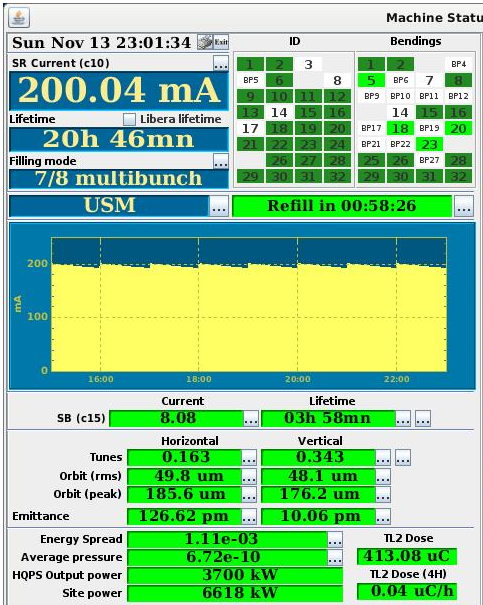 Machine Statu
Sun Nov 13 23:01:34 Exit
SR Current (c10) ...
200.04 mA
Lifetime Libera lifetime
20h 46mn
Filling mode ...
7/8 multibunch
ID
1 2 3
BP5 6 8
9 10 11 12
13 14 15 16
17 18 19 20
21 22 23 24
26 27 28
29 30 31 32
Bendings
1 2 BP4
5 BP6 7 8
BP9 BP10 BP11 BP12
14 15 16
BP17 18 BP19 20
BP21 BP22 23
25 26 BP27 28
29 30 31 32
USM ... Refill in 00:58:26 ...
mA
200
100
0
16:00 18:00 20:00 22:00
Current Lifetime
SB (c15) 8.08 ... 03h 58mn ... ...
Horizontal Vertical
Tunes 0.163 ... 0.343 ... ...
Orbit (rms) 49.8 um ... 48.1 um ...
Orbit (peak) 185.6 um ... 176.2 um ...
Emittance 126.62 pm ... 10.06 pm ...
Energy Spread 1.11e-03 ... TL2 Dose
Average pressure 6.72e-10 ... 413.08 uC
HQPS Output power 3700 kW TL2 Dose (4H)
Site power 6618 kW 0.04 uC/h